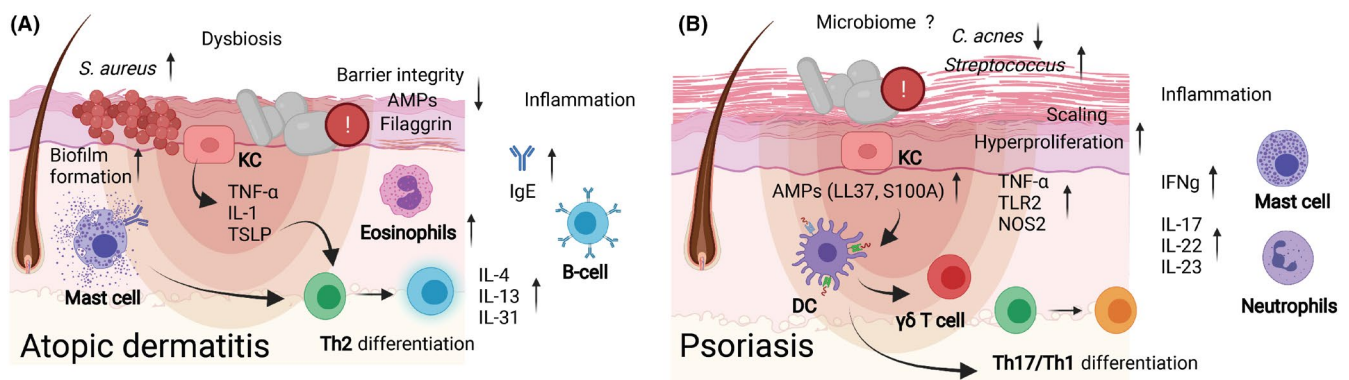 (A)
Dysbiosis
S. aureus
Barrier integrity
AMPs
Filaggrin
Inflammation
!
KC
Biofilm
formation
TNF-α
IL-1
TSLP
IgE
Eosinophils
B-cell
Mast cell
IL-4
IL-13
IL-31
Th2 differentiation
Atopic dermatitis
(B)
Microbiome ?
C. acnes
Streptococcus
!
Inflammation
Scaling
Hyperproliferation
KC
AMPs (LL37, S100A)
TNF-α
TLR2
NOS2
IFNg
Mast cell
IL-17
IL-22
IL-23
Neutrophils
DC
γδ T cell
Th17/Th1 differentiation
Psoriasis